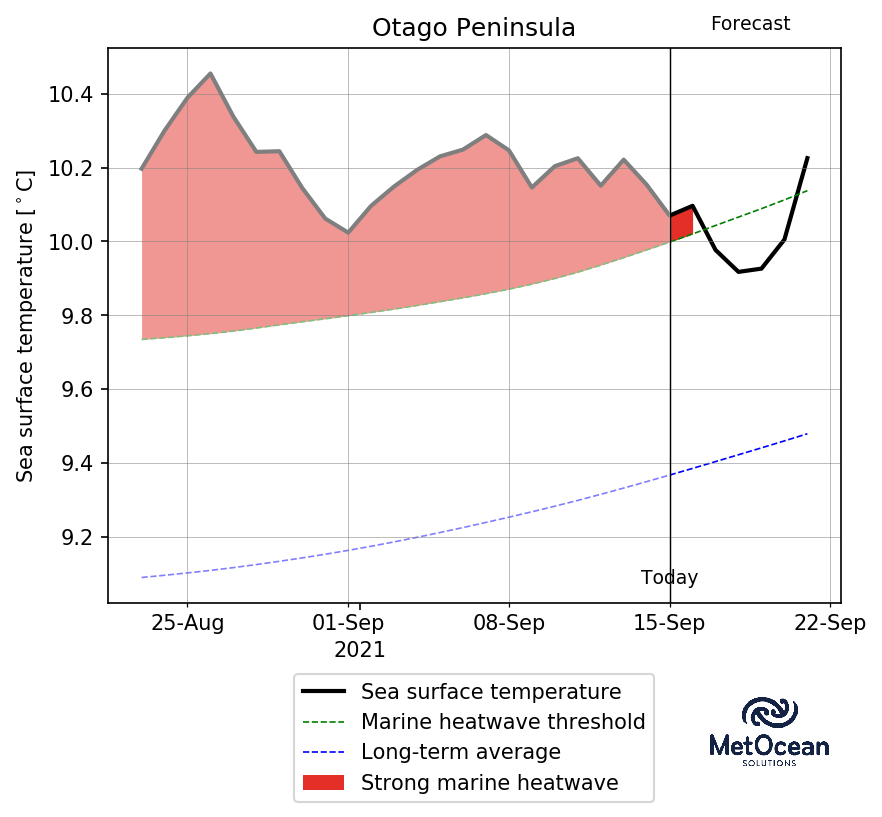 Otago Peninsula
Forecast
Sea surface temperature [°C]
10.4
10.2
10.0
9.8
9.6
9.4
9.2
Today
25-Aug
01-Sep
08-Sep
15-Sep
22-Sep
2021
Sea surface temperature
Marine heatwave threshold
Long-term average
Strong marine heatwave
MetOcean
SOLUTIONS